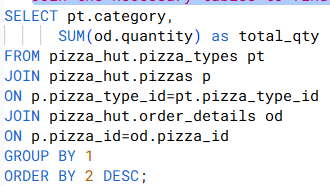 SELECT pt.category,
SUM(od.quantity) as total_qty
FROM pizza_hut.pizza_types pt
JOIN pizza_hut.pizzas p
ON p.pizza_type_id=pt.pizza_type_id
JOIN pizza_hut.order_details od
ON p.pizza_id=od.pizza_id
GROUP BY 1
ORDER BY 2 DESC;